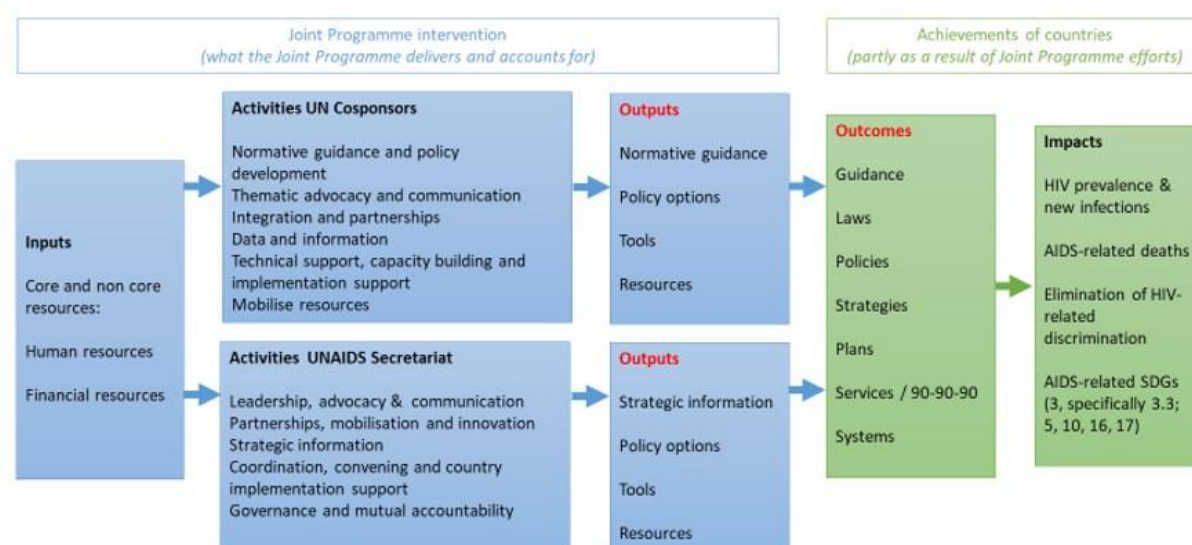 Joint Programme intervention
(what the Joint Programme delivers and accounts for)
Achievements of countries
(partly as a result of Joint Programme efforts)
Inputs
Core and non core
resources:
Human resources
Financial resources
Activities UN Cosponsors
Normative guidance and policy
development
Thematic advocacy and communication
Integration and partnerships
Data and information
Technical support, capacity building and
implementation support
Mobilise resources
Outputs
Normative guidance
Policy options
Tools
Resources
Activities UNAIDS Secretariat
Leadership, advocacy & communication
Partnerships, mobilisation and innovation
Strategic information
Coordination, convening and country
implementation support
Governance and mutual accountability
Outputs
Strategic information
Policy options
Tools
Resources
Outcomes
Guidance
Laws
Policies
Strategies
Plans
Services / 90-90-90
Systems
Impacts
HIV prevalence &
new infections
AIDS-related deaths
Elimination of HIV-
related
discrimination
AIDS-related SDGs
(3, specifically 3.3;
5, 10, 16, 17)